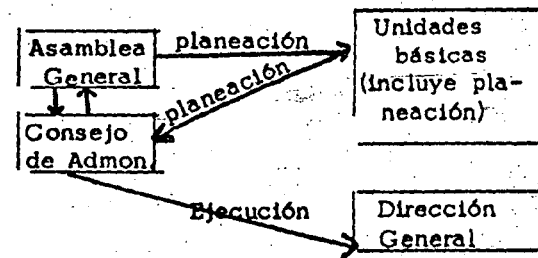 Asamblea
General
planeación
Unidades
básicas
(incluye pla-
neación)
planeación
Consejo
de Admon.
Ejecución
Dirección
General